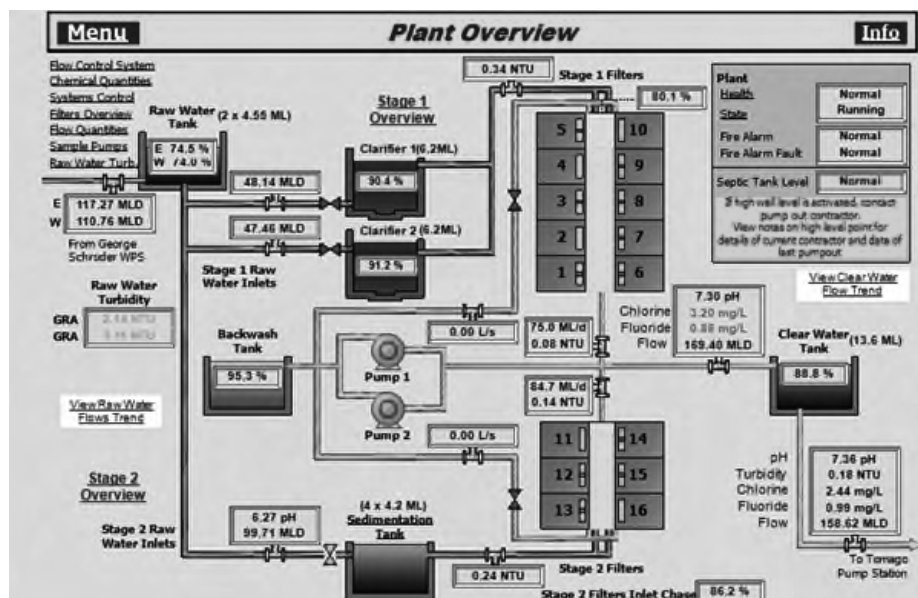 Menu
Plant Overview
Info
Flow Control System
Chemical Quantities
Systems Control
Filters Overview
Flow Quantities
Sample Pumps
Raw Water Turb.
Raw Water
Tank
(2 x 4.55 ML)
E 74.5 %
W 74.0 %
E 117.27 MLD
W 110.76 MLD
From George
Schroder WPS
Raw Water
Turbidity
GRA
GRA
View Raw Water
Flows Trend
Stage 1
Overview
48.14 MLD
47.46 MLD
Stage 1 Raw
Water Inlets
Clarifier 1(6.2ML)
90.4 %
Clarifier 2 (6.2ML)
91.2 %
0.34 NTU
Stage 1 Filters
80.1 %
5 10
4 9
3 8
2 7
1 6
Plant
Health Normal
State Running
Fire Alarm Normal
Fire Alarm Fault Normal
Septic Tank Level Normal
If high wall level is activated, contact
pump out contractor.
View notes on high level point for
details of current contractor and date of
last pumpout
View Clear Water
Flow Trend
Backwash
Tank
95.3 %
Pump 1
Pump 2
0.00 L/s
75.0 ML/d
0.08 NTU
84.7 ML/d
0.14 NTU
0.00 L/s
7.30 pH
Chlorine 3.20 mg/L
Fluoride 0.88 mg/L
Flow 169.40 MLD
Clear Water
Tank
(13.6 ML)
88.8 %
11 14
12 15
13 16
pH 7.36 pH
Turbidity 0.18 NTU
Chlorine 2.44 mg/L
Fluoride 0.99 mg/L
Flow 158.62 MLD
To Tomago
Pump Station
Stage 2
Overview
Stage 2 Raw
Water Inlets
6.27 pH
99.71 MLD
(4 x 4.2 ML)
Sedimentation
Tank
0.24 NTU
Stage 2 Filters
Stage 2 Filters Inlet Chase 86.2 %